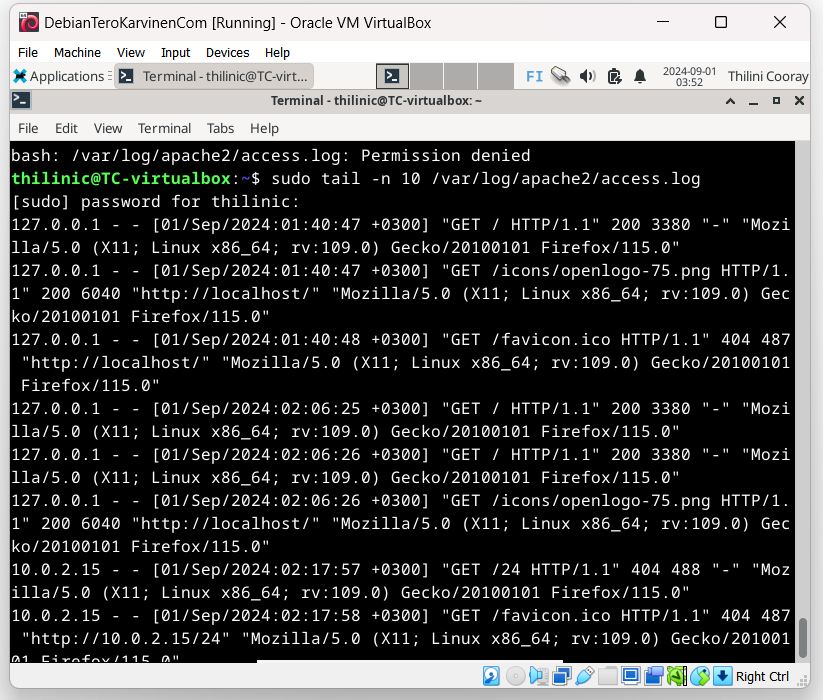 DebianTeroKarvinenCom [Running] - Oracle VM VirtualBox
File Machine View Input Devices Help
Applications Terminal - thilinic@TC-virt... FI 2024-09-01 03:52 Thilini Cooray
Terminal - thilinic@TC-virtualbox: ~
File Edit View Terminal Tabs Help
bash: /var/log/apache2/access.log: Permission denied
thilinic@TC-virtualbox:~$ sudo tail -n 10 /var/log/apache2/access.log
[sudo] password for thilinic:
127.0.0.1 - - [01/Sep/2024:01:40:47 +0300] "GET / HTTP/1.1" 200 3380 "-" "Mozi
lla/5.0 (X11; Linux x86_64; rv:109.0) Gecko/20100101 Firefox/115.0"
127.0.0.1 - - [01/Sep/2024:01:40:47 +0300] "GET /icons/openlogo-75.png HTTP/1.
1" 200 6040 "http://localhost/" "Mozilla/5.0 (X11; Linux x86_64; rv:109.0) Gec
ko/20100101 Firefox/115.0"
127.0.0.1 - - [01/Sep/2024:01:40:48 +0300] "GET /favicon.ico HTTP/1.1" 404 487
"http://localhost/" "Mozilla/5.0 (X11; Linux x86_64; rv:109.0) Gecko/20100101
Firefox/115.0"
127.0.0.1 - - [01/Sep/2024:02:06:25 +0300] "GET / HTTP/1.1" 200 3380 "-" "Mozi
lla/5.0 (X11; Linux x86_64; rv:109.0) Gecko/20100101 Firefox/115.0"
127.0.0.1 - - [01/Sep/2024:02:06:26 +0300] "GET / HTTP/1.1" 200 3380 "-" "Mozi
lla/5.0 (X11; Linux x86_64; rv:109.0) Gecko/20100101 Firefox/115.0"
127.0.0.1 - - [01/Sep/2024:02:06:26 +0300] "GET /icons/openlogo-75.png HTTP/1.
1" 200 6040 "http://localhost/" "Mozilla/5.0 (X11; Linux x86_64; rv:109.0) Gec
ko/20100101 Firefox/115.0"
10.0.2.15 - - [01/Sep/2024:02:17:57 +0300] "GET /24 HTTP/1.1" 404 488 "-" "Moz
illa/5.0 (X11; Linux x86_64; rv:109.0) Gecko/20100101 Firefox/115.0"
10.0.2.15 - - [01/Sep/2024:02:17:58 +0300] "GET /favicon.ico HTTP/1.1" 404 487
"http://10.0.2.15/24" "Mozilla/5.0 (X11; Linux x86_64; rv:109.0) Gecko/201001
01 Firefox/115.0"
Right Ctrl